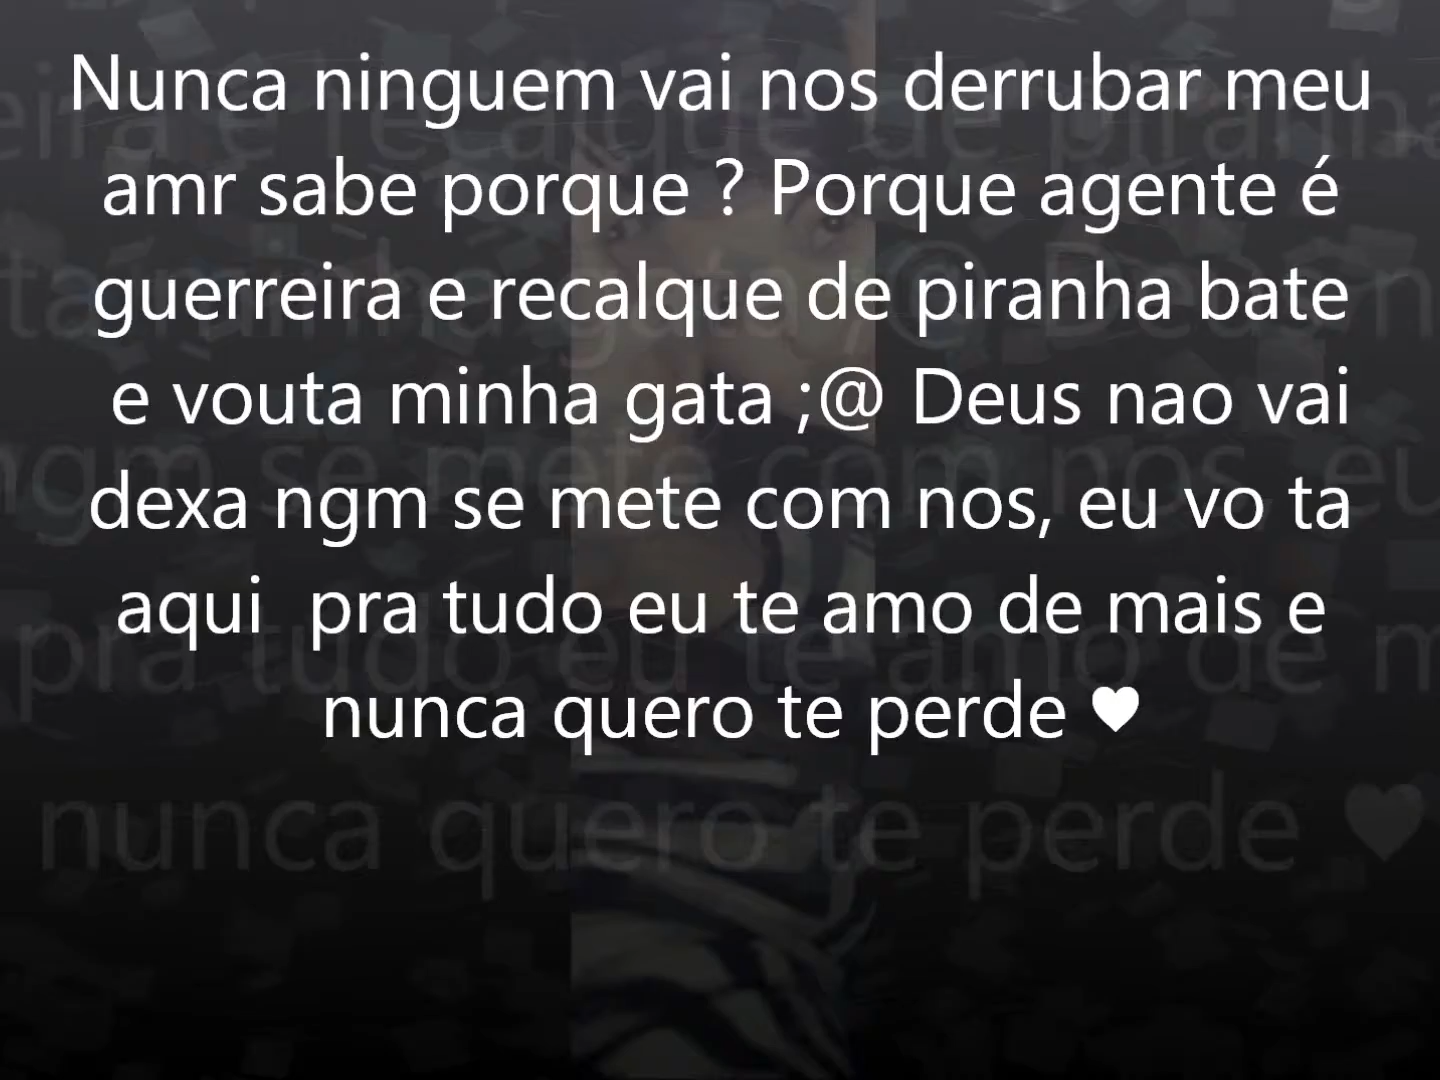 Nunca ninguem vai nos derrubar meu
amr sabe porque ? Porque agente é
guerreira e recalque de piranha bate
e vouta minha gata ;@ Deus nao vai
dexa ngm se mete com nos, eu vo ta
aqui  pra tudo eu te amo de mais e
nunca quero te perde ♥